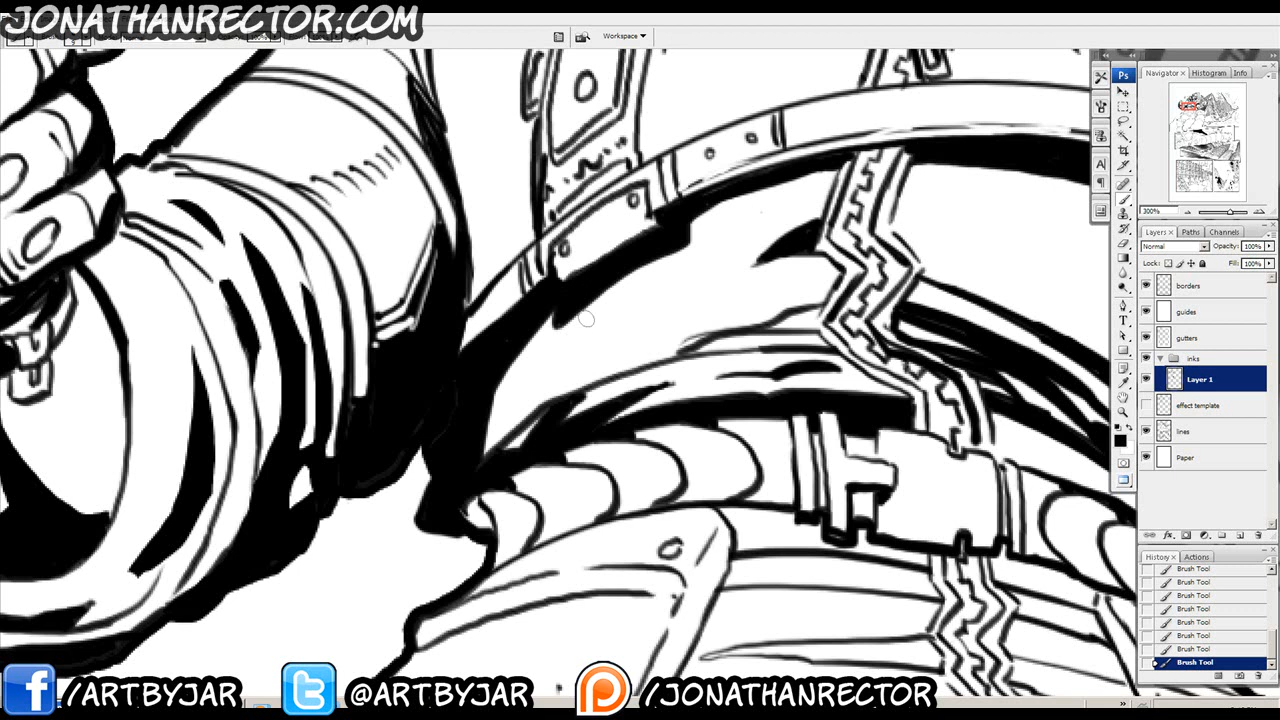 JONATHANRECTOR.COM
Workspace
Ps
Navigator × Histogram Info
300%
Layers × Paths Channels
Normal Opacity: 100%
Lock: Fill: 100%
borders
guides
gutters
inks
Layer 1
effect template
lines
Paper
History × Actions
Brush Tool
Brush Tool
Brush Tool
Brush Tool
Brush Tool
Brush Tool
Brush Tool
Brush Tool
/ARTBYJAR @ARTBYJAR /JONATHANRECTOR